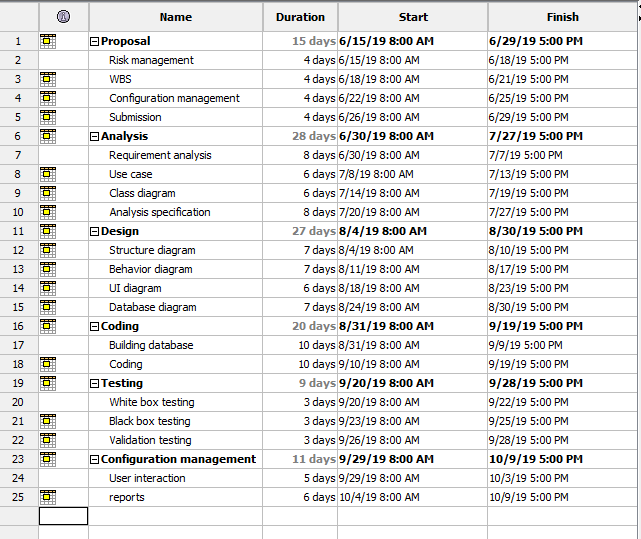 Name Duration Start Finish
1 Proposal 15 days 6/15/19 8:00 AM 6/29/19 5:00 PM
2 Risk management 4 days 6/15/19 8:00 AM 6/18/19 5:00 PM
3 WBS 4 days 6/18/19 8:00 AM 6/21/19 5:00 PM
4 Configuration management 4 days 6/22/19 8:00 AM 6/25/19 5:00 PM
5 Submission 4 days 6/26/19 8:00 AM 6/29/19 5:00 PM
6 Analysis 28 days 6/30/19 8:00 AM 7/27/19 5:00 PM
7 Requirement analysis 8 days 6/30/19 8:00 AM 7/7/19 5:00 PM
8 Use case 6 days 7/8/19 8:00 AM 7/13/19 5:00 PM
9 Class diagram 6 days 7/14/19 8:00 AM 7/19/19 5:00 PM
10 Analysis specification 8 days 7/20/19 8:00 AM 7/27/19 5:00 PM
11 Design 27 days 8/4/19 8:00 AM 8/30/19 5:00 PM
12 Structure diagram 7 days 8/4/19 8:00 AM 8/10/19 5:00 PM
13 Behavior diagram 7 days 8/11/19 8:00 AM 8/17/19 5:00 PM
14 UI diagram 6 days 8/18/19 8:00 AM 8/23/19 5:00 PM
15 Database diagram 7 days 8/24/19 8:00 AM 8/30/19 5:00 PM
16 Coding 20 days 8/31/19 8:00 AM 9/19/19 5:00 PM
17 Building database 10 days 8/31/19 8:00 AM 9/9/19 5:00 PM
18 Coding 10 days 9/10/19 8:00 AM 9/19/19 5:00 PM
19 Testing 9 days 9/20/19 8:00 AM 9/28/19 5:00 PM
20 White box testing 3 days 9/20/19 8:00 AM 9/22/19 5:00 PM
21 Black box testing 3 days 9/23/19 8:00 AM 9/25/19 5:00 PM
22 Validation testing 3 days 9/26/19 8:00 AM 9/28/19 5:00 PM
23 Configuration management 11 days 9/29/19 8:00 AM 10/9/19 5:00 PM
24 User interaction 5 days 9/29/19 8:00 AM 10/3/19 5:00 PM
25 reports 6 days 10/4/19 8:00 AM 10/9/19 5:00 PM